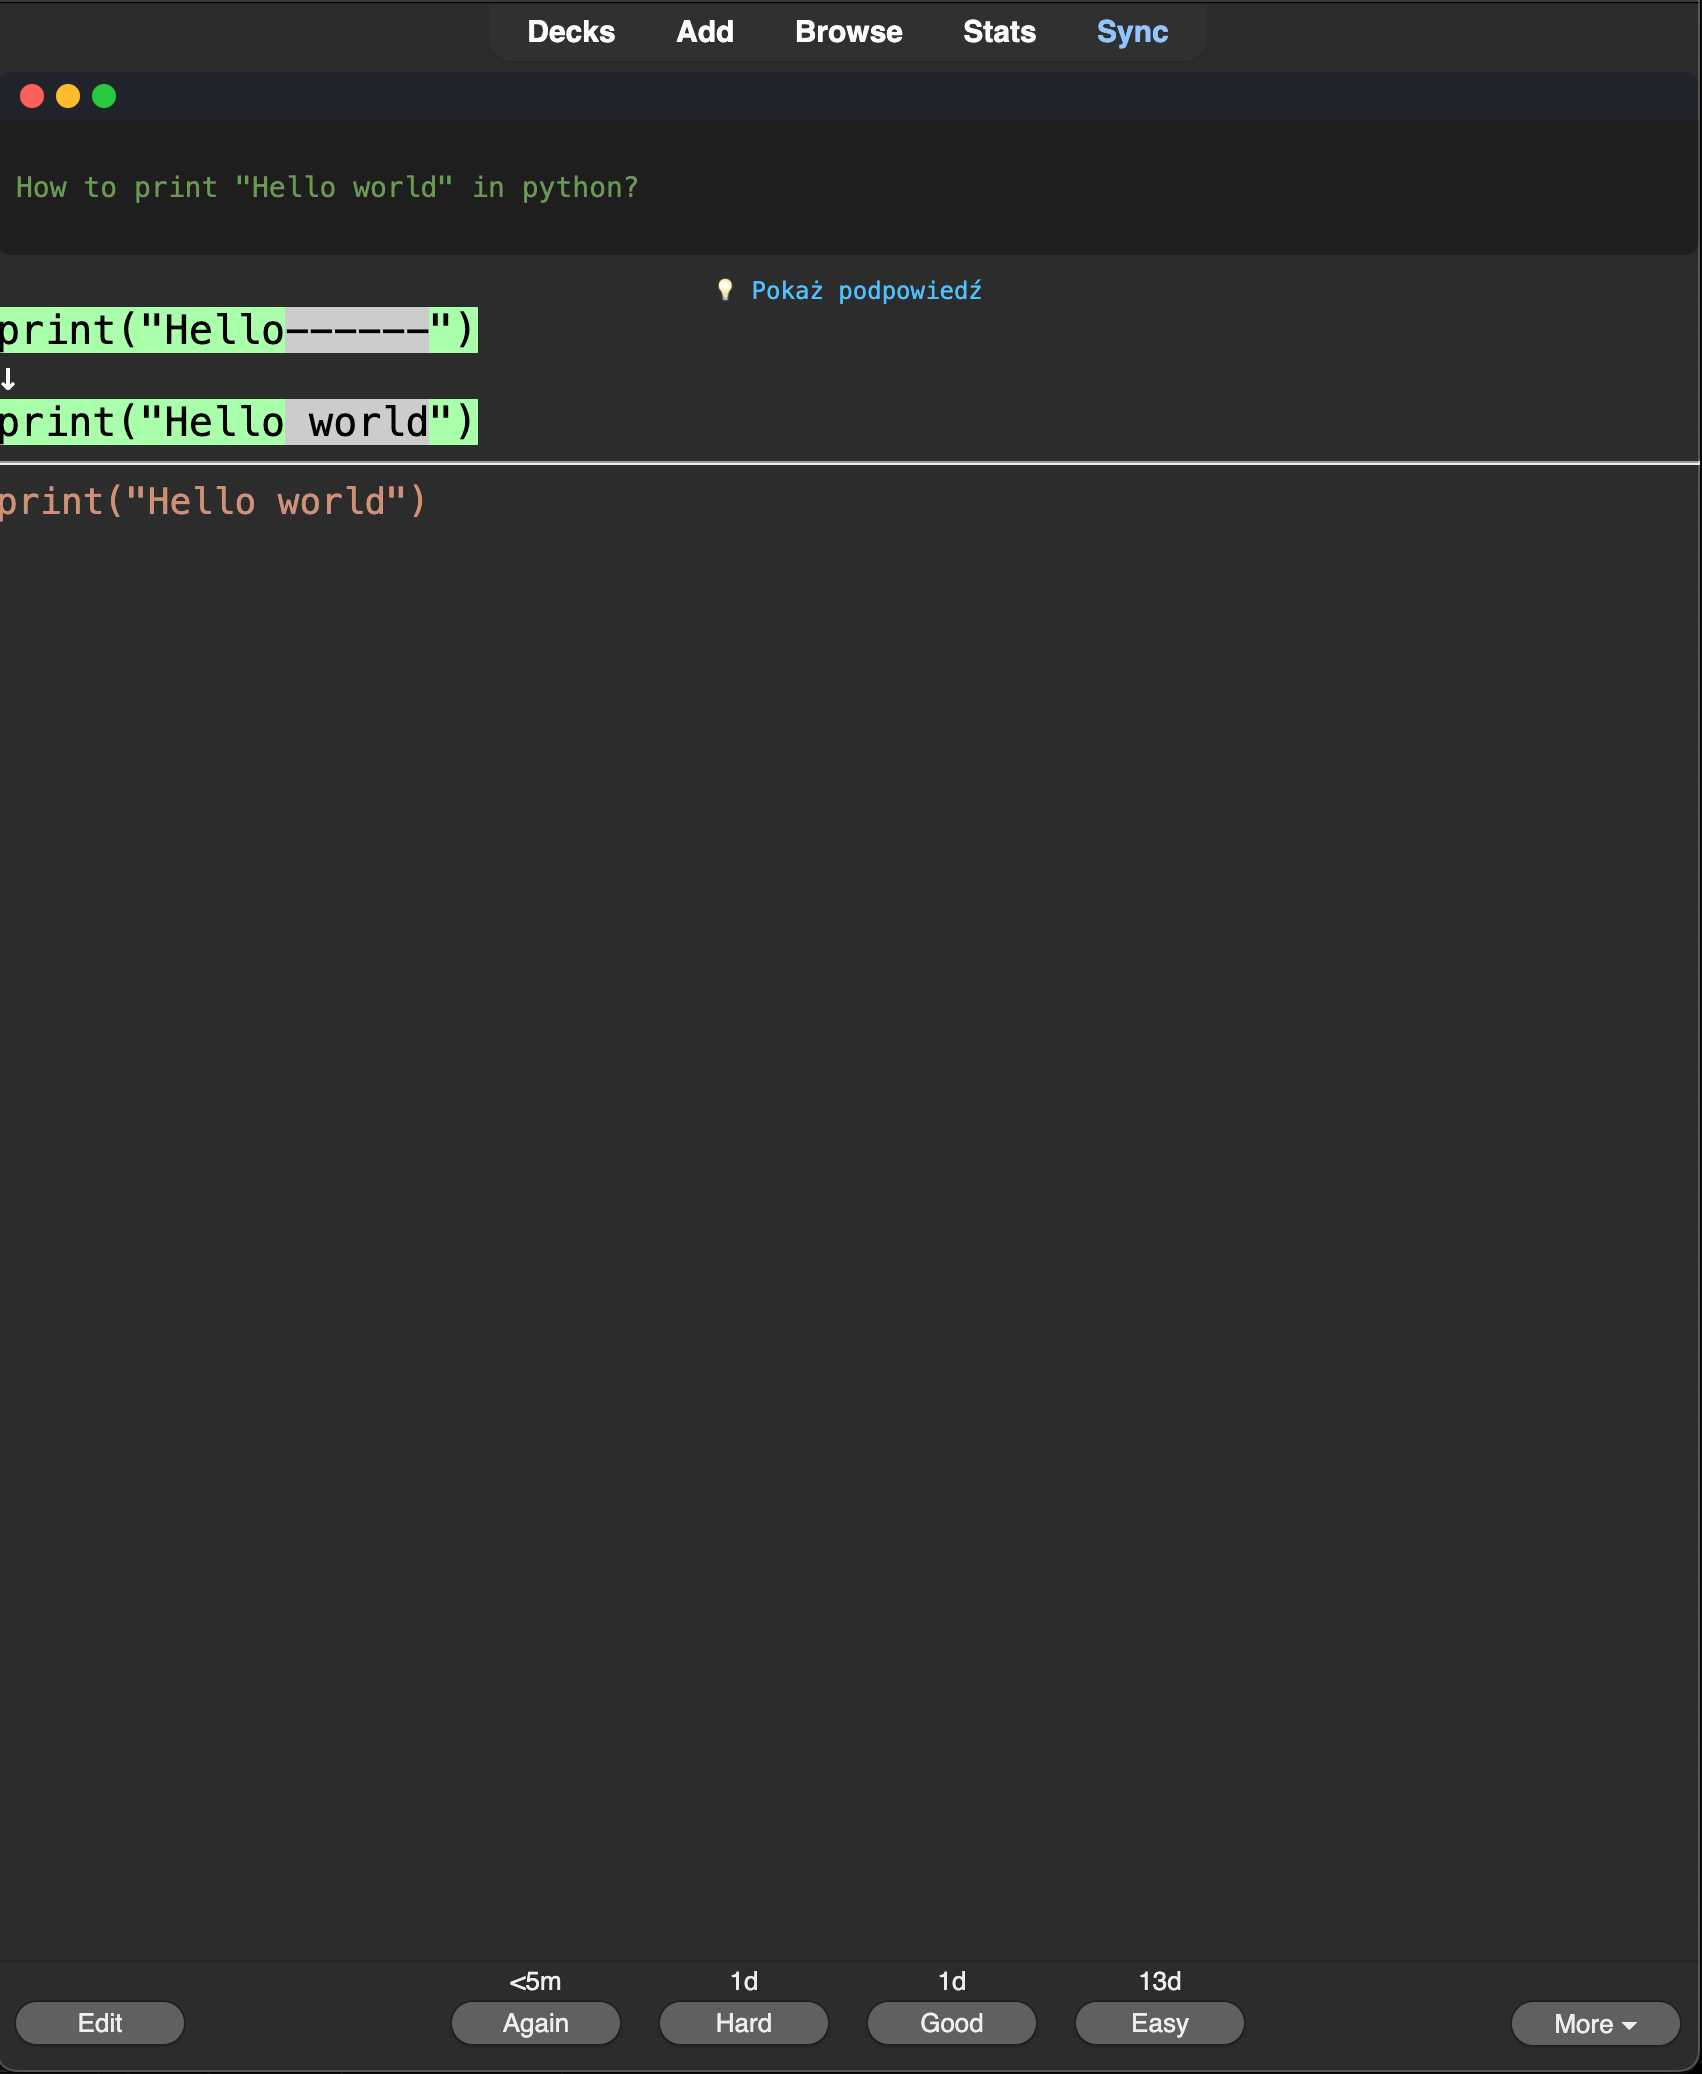 Decks Add Browse Stats Sync
How to print "Hello world" in python?
💡 Pokaż podpowiedź
print("Hello------")
↓
print("Hello world")
print("Hello world")
<5m 1d 1d 13d
Edit Again Hard Good Easy More